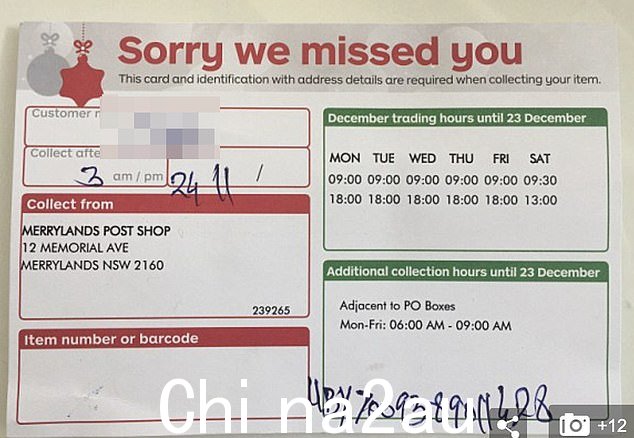 Sorry we missed you
This card and identification with address details are required when collecting your item.
Customer
Collect after
3 am / pm 24 11 /
Collect from
MERRYLANDS POST SHOP
12 MEMORIAL AVE
MERRYLANDS NSW 2160
239265
Item number or barcode
December trading hours until 23 December
MON TUE WED THU FRI SAT
09:00 09:00 09:00 09:00 09:00 09:30
18:00 18:00 18:00 18:00 18:00 13:00
Additional collection hours until 23 December
Adjacent to PO Boxes
Mon-Fri: 06:00 AM - 09:00 AM
Chi na2au
+12